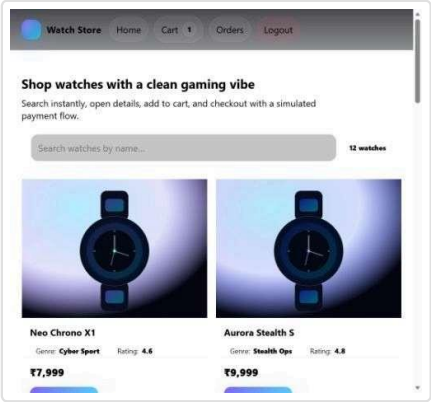 Watch Store Home Cart 1 Orders Logout
Shop watches with a clean gaming vibe
Search instantly, open details, add to cart, and checkout with a simulated
payment flow.
Search watches by name... 12 watches
Neo Chrono X1
Genre: Cyber Sport Rating: 4.6
₹7,999
Aurora Stealth S
Genre: Stealth Ops Rating: 4.8
₹9,999